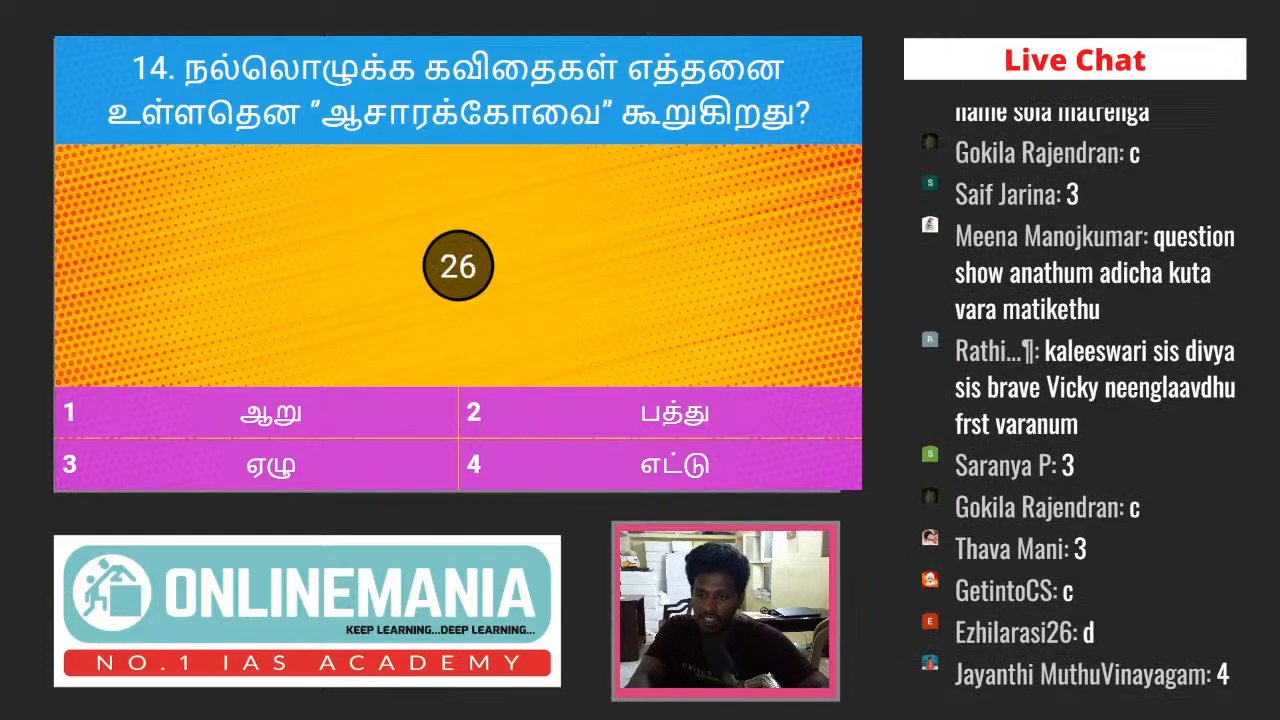 14. நல்லொழுக்க கவிதைகள் எத்தனை
உள்ளதென “ஆசாரக்கோவை” கூறுகிறது?
26
1 ஆறு
2 பத்து
3 ஏழு
4 எட்டு
ONLINEMANIA
KEEP LEARNING...DEEP LEARNING...
NO.1 IAS ACADEMY
UNITED
Live Chat
name sola matrenga
Gokila Rajendran: c
S
Saif Jarina: 3
Meena Manojkumar: question
show anathum adicha kuta
vara matikethu
R
Rathi...¶: kaleeswari sis divya
sis brave Vicky neenglaavdhu
frst varanum
S
Saranya P: 3
Gokila Rajendran: c
Thava Mani: 3
GetintoCS: c
E
Ezhilarasi26: d
Jayanthi MuthuVinayagam: 4